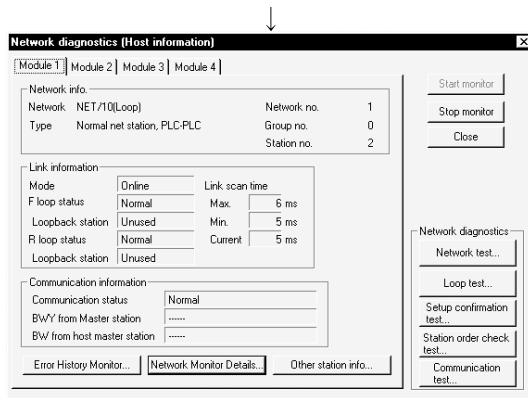 Network diagnostics (Host information)
Module 1 Module 2 Module 3 Module 4
Network info.
Network NET/10(Loop) Network no. 1
Type Normal net station, PLC-PLC Group no. 0
Station no. 2
Link information
Mode Online Link scan time
F loop status Normal Max. 6 ms
Loopback station Unused Min. 5 ms
R loop status Normal Current 5 ms
Loopback station Unused
Communication information
Communication status Normal
BWY from Master station ------
BW from host master station ------
Error History Monitor... Network Monitor Details... Other station info...
Start monitor
Stop monitor
Close
Network diagnostics
Network test...
Loop test...
Setup confirmation
test...
Station order check
test...
Communication
test...